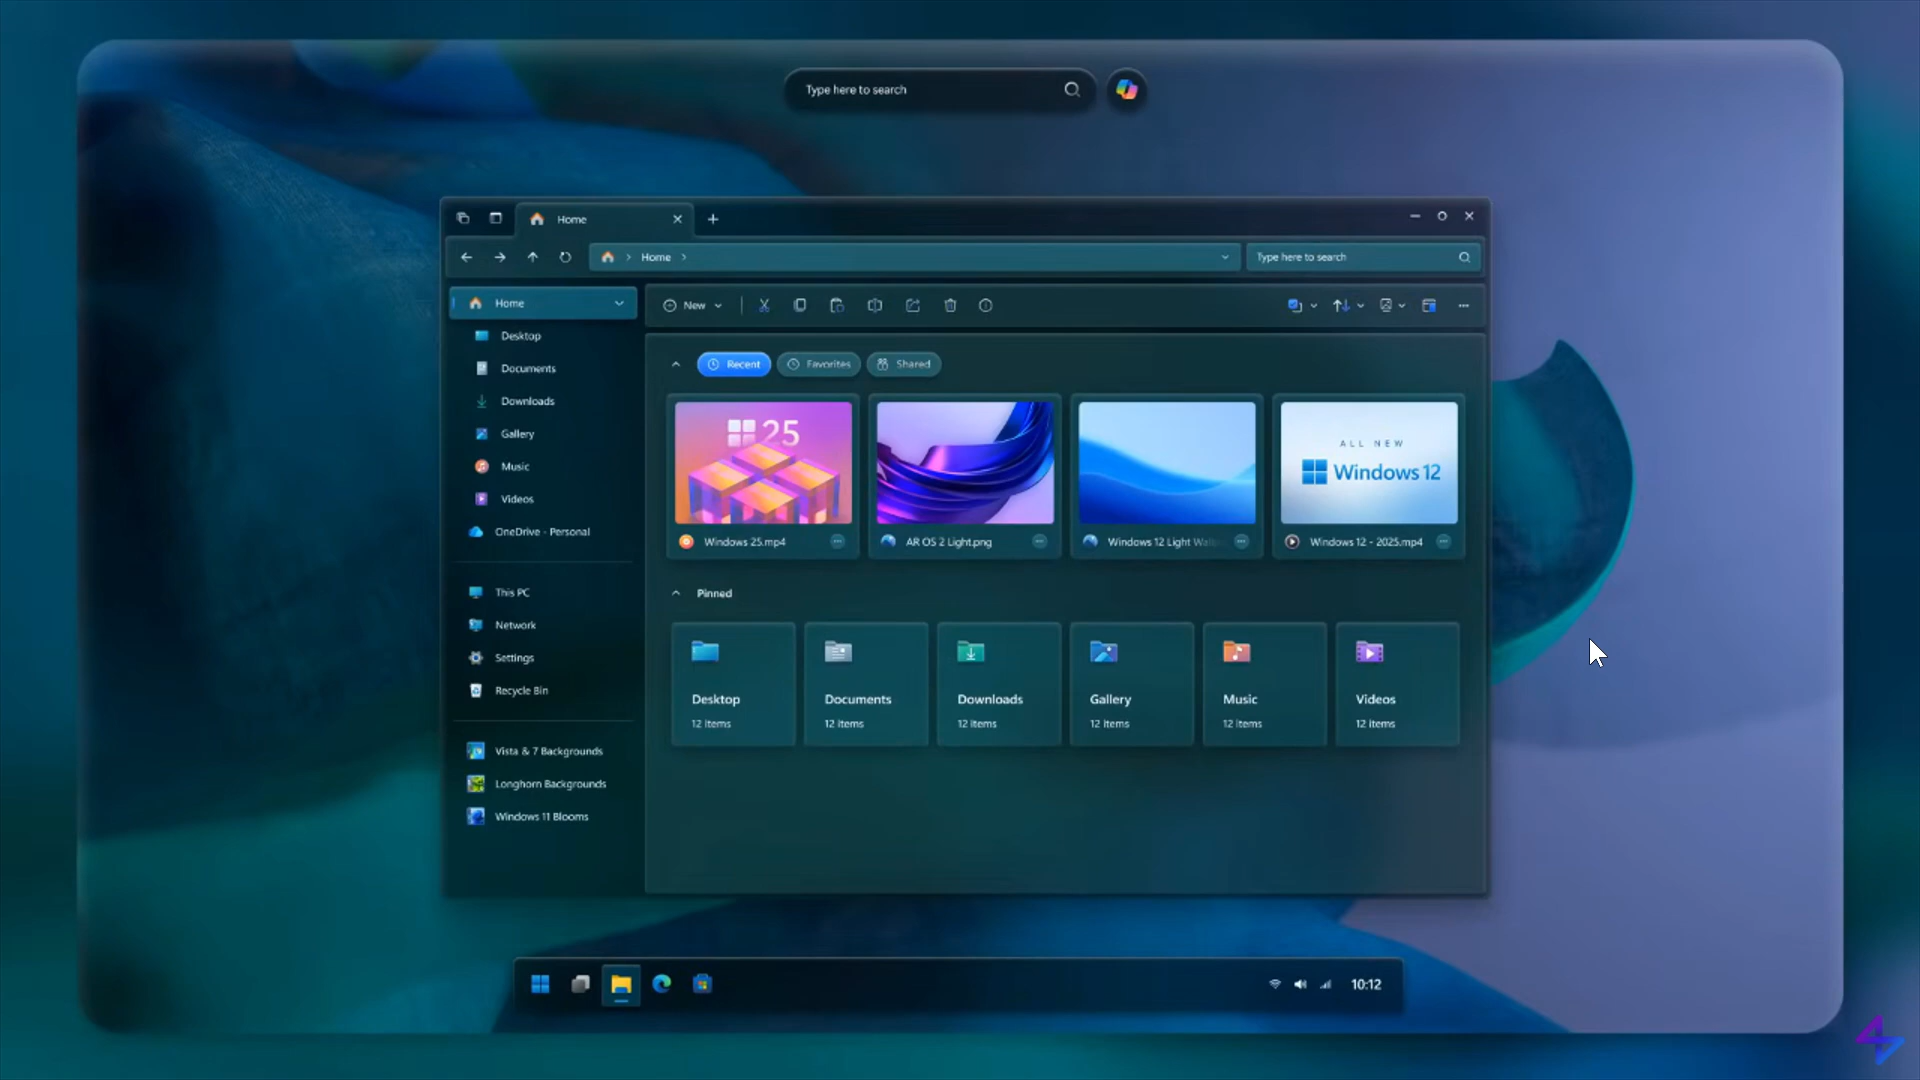 Type here to search
Home
Home
Type here to search
Home
Desktop
Documents
Downloads
Gallery
Music
Videos
OneDrive - Personal
This PC
Network
Settings
Recycle Bin
Vista & 7 Backgrounds
Longhorn Backgrounds
Windows 11 Blooms
New
Recent
Favorites
Shared
25
ALL NEW
Windows 12
Windows 25.mp4
AR OS 2 Light.png
Windows 12 Light
Windows 12 - 2025.mp4
Pinned
Desktop
12 items
Documents
12 items
Downloads
12 items
Gallery
12 items
Music
12 items
Videos
12 items
10:12